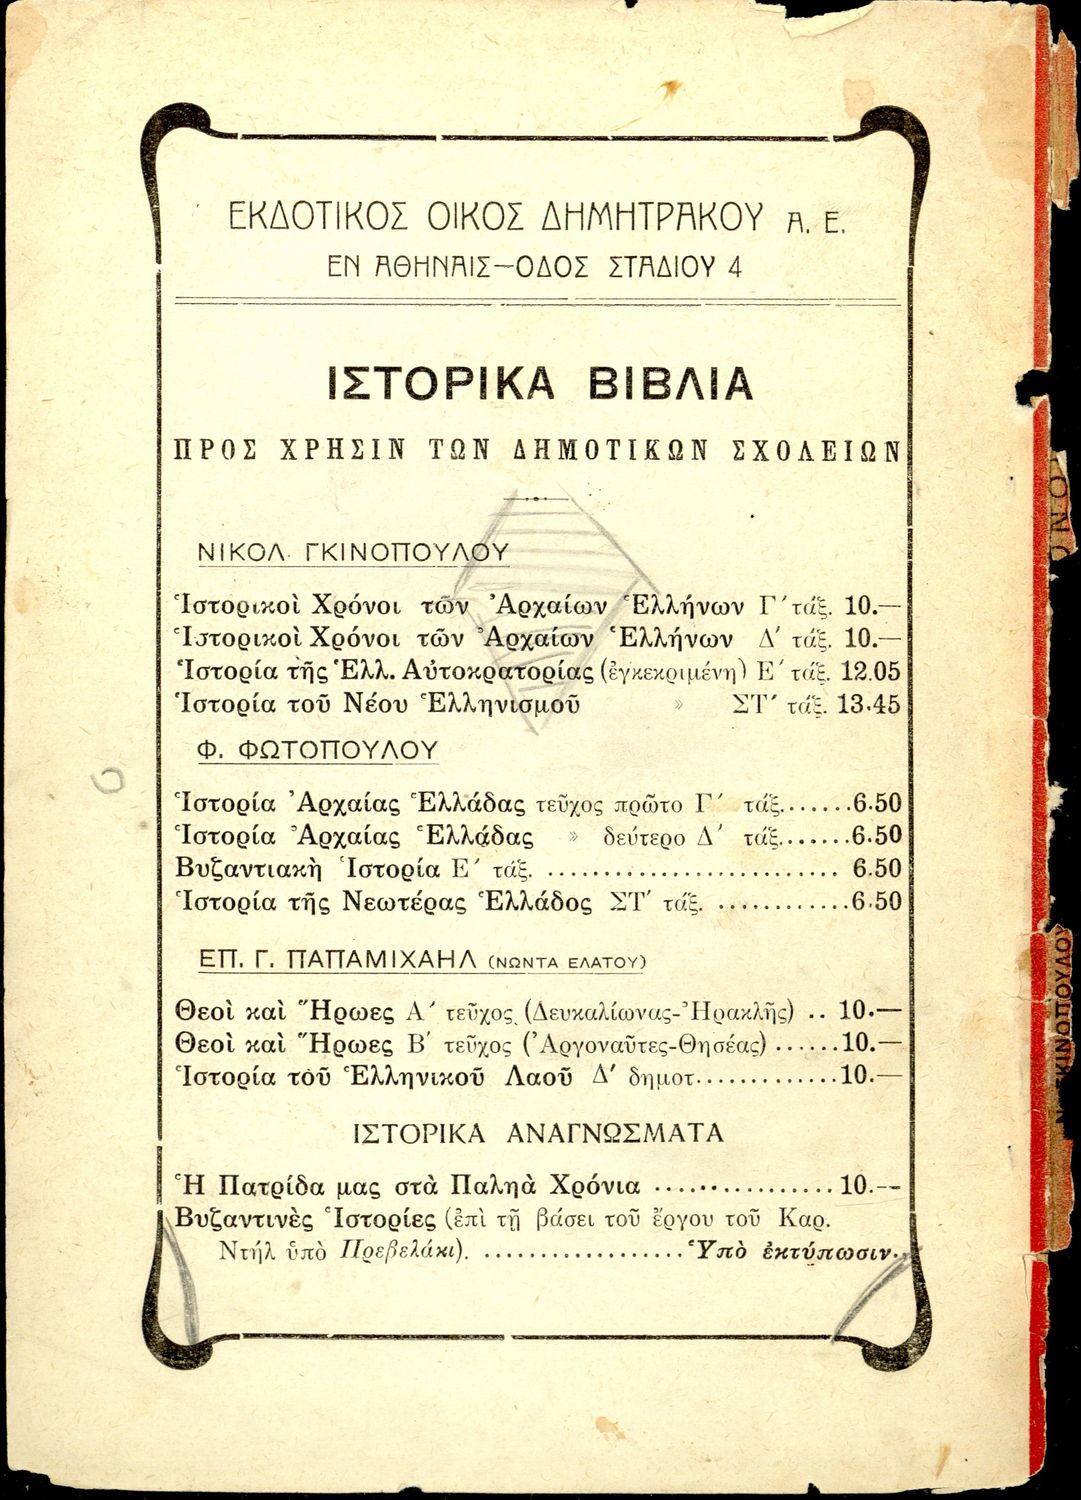 ΕΚΔΟΤΙΚΟΣ ΟΙΚΟΣ ΔΗΜΗΤΡΑΚΟΥ Α. Ε.
ΕΝ ΑΘΗΝΑΙΣ—ΟΔΟΣ ΣΤΑΔΙΟΥ 4
ΙΣΤΟΡΙΚΑ ΒΙΒΛΙΑ
ΠΡΟΣ ΧΡΗΣΙΝ ΤΩΝ ΔΗΜΟΤΙΚΩΝ ΣΧΟΛΕΙΩΝ
ΝΙΚΟΛ. ΓΚΙΝΟΠΟΥΛΟΥ
Ἱστορικοὶ Χρόνοι τῶν Ἀρχαίων Ἑλλήνων Γ΄ τάξ. 10.—
Ἱστορικοὶ Χρόνοι τῶν Ἀρχαίων Ἑλλήνων Δ΄ τάξ. 10.—
Ἱστορία τῆς Ἑλλ. Αὐτοκρατορίας (ἐγκεκριμένη) Ε΄ τάξ. 12.05
Ἱστορία τοῦ Νέου Ἑλληνισμοῦ » ΣΤ΄ τάξ. 13.45
Φ. ΦΩΤΟΠΟΥΛΟΥ
Ἱστορία Ἀρχαίας Ἑλλάδας τεῦχος πρῶτο Γ΄ τάξ.......6.50
Ἱστορία Ἀρχαίας Ἑλλάδας » δεύτερο Δ΄ τάξ.......6.50
Βυζαντιακὴ Ἱστορία Ε΄ τάξ. ........................... 6.50
Ἱστορία τῆς Νεωτέρας Ἑλλάδος ΣΤ΄ τάξ. ............6.50
ΕΠ. Γ. ΠΑΠΑΜΙΧΑΗΛ (ΝΩΝΤΑ ΕΛΑΤΟΥ)
Θεοὶ καὶ Ἥρωες Α΄ τεῦχος (Δευκαλίωνας-Ἡρακλῆς) .. 10.—
Θεοὶ καὶ Ἥρωες Β΄ τεῦχος (Ἀργοναῦτες-Θησέας) ......10.—
Ἱστορία τοῦ Ἑλληνικοῦ Λαοῦ Δ΄ δημοτ.............10.—
ΙΣΤΟΡΙΚΑ ΑΝΑΓΝΩΣΜΑΤΑ
Ἡ Πατρίδα μας στὰ Παληὰ Χρόνια ................10.—
Βυζαντινὲς Ἱστορίες (ἐπὶ τῇ βάσει τοῦ ἔργου τοῦ Καρ.
Ντήλ ὑπὸ Πρεβελάκι). ..................Ὑπὸ ἐκτύπωσιν.